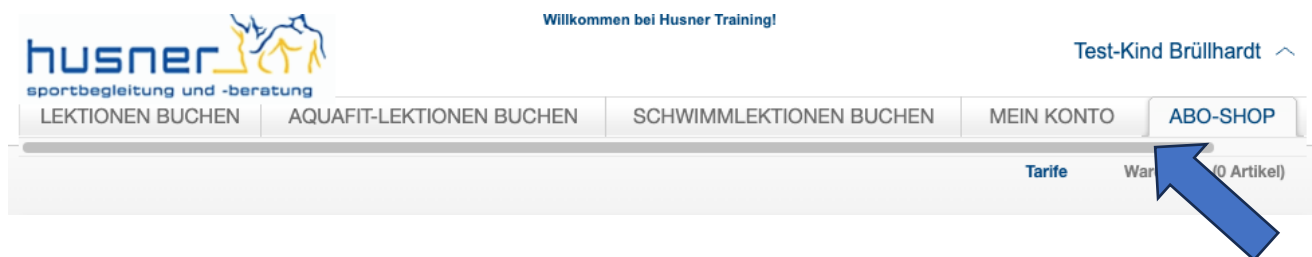 Willkommen bei Husner Training!
husner
sportbegleitung und -beratung
Test-Kind Brüllhardt
LEKTIONEN BUCHEN AQUAFIT-LEKTIONEN BUCHEN SCHWIMMLEKTIONEN BUCHEN MEIN KONTO ABO-SHOP
Tarife (0 Artikel)